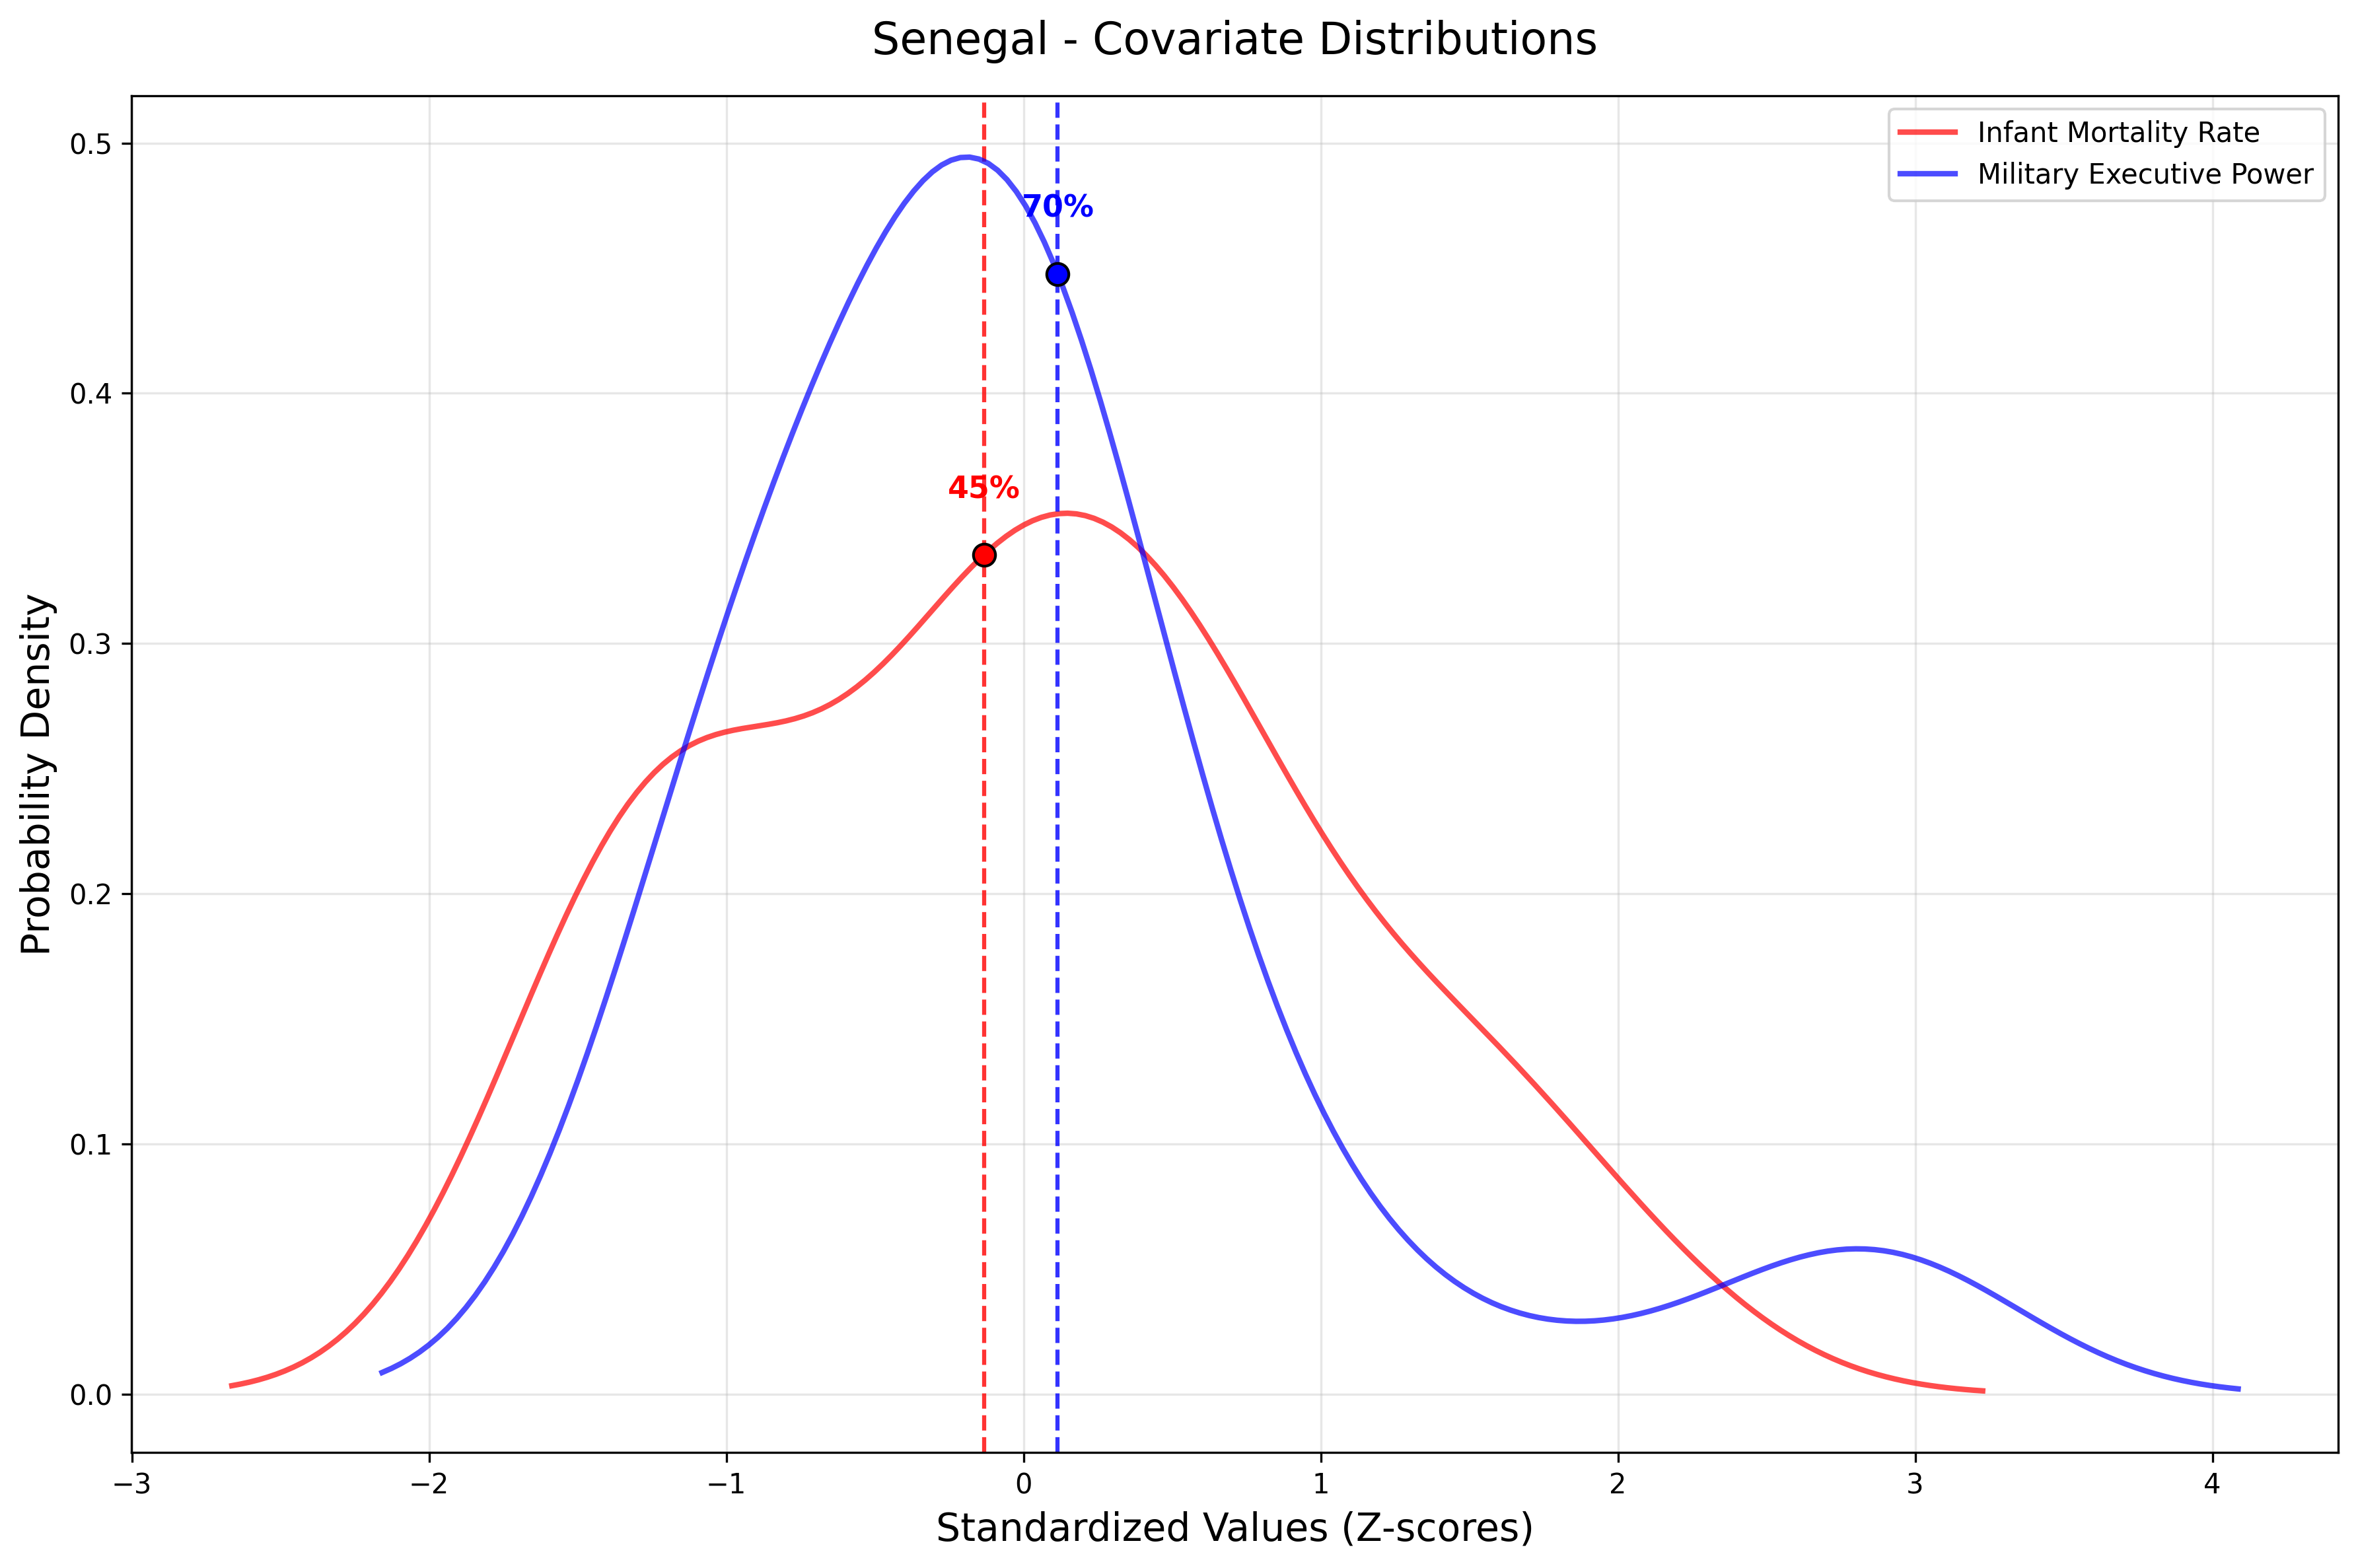 Senegal - Covariate Distributions
Infant Mortality Rate
Military Executive Power
70%
45%
Probability Density
0.5
0.4
0.3
0.2
0.1
0.0
−3 −2 −1 0 1 2 3 4
Standardized Values (Z-scores)